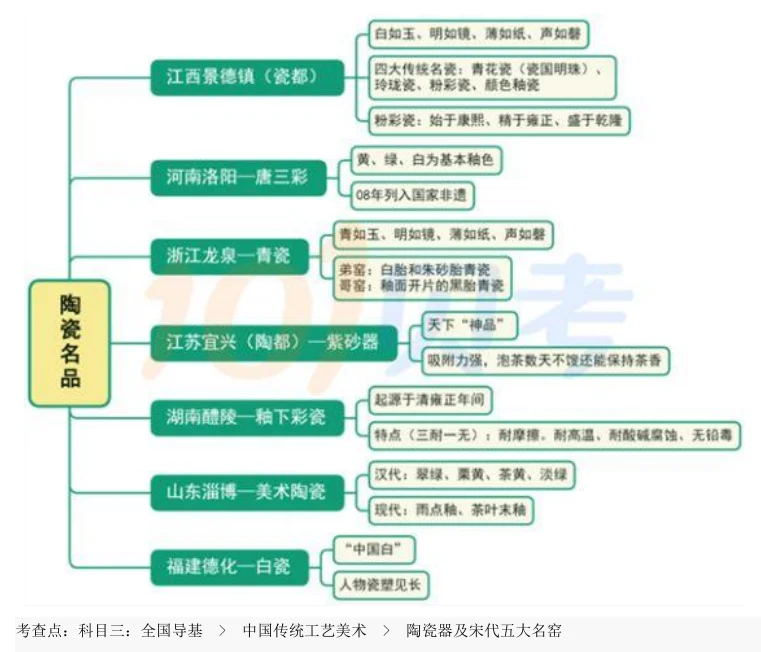 陶瓷名品
江西景德镇（瓷都）
白如玉、明如镜、薄如纸、声如磬
四大传统名瓷：青花瓷（瓷国明珠）、
玲珑瓷、粉彩瓷、颜色釉瓷
粉彩瓷：始于康熙、精于雍正、盛于乾隆
河南洛阳—唐三彩
黄、绿、白为基本釉色
08年列入国家非遗
浙江龙泉—青瓷
青如玉、明如镜、薄如纸、声如磬
弟窑：白胎和朱砂胎青瓷
哥窑：釉面开片的黑胎青瓷
江苏宜兴（陶都）—紫砂器
天下“神品”
吸附力强，泡茶数天不馊还能保持茶香
湖南醴陵—釉下彩瓷
起源于清雍正年间
特点（三耐一无）：耐摩擦、耐高温、耐酸碱腐蚀、无铅毒
山东淄博—美术陶瓷
汉代：翠绿、栗黄、茶黄、淡绿
现代：雨点釉、茶叶末釉
福建德化—白瓷
“中国白”
人物瓷塑见长
考查点：科目三：全国导基 > 中国传统工艺美术 > 陶瓷器及宋代五大名窑